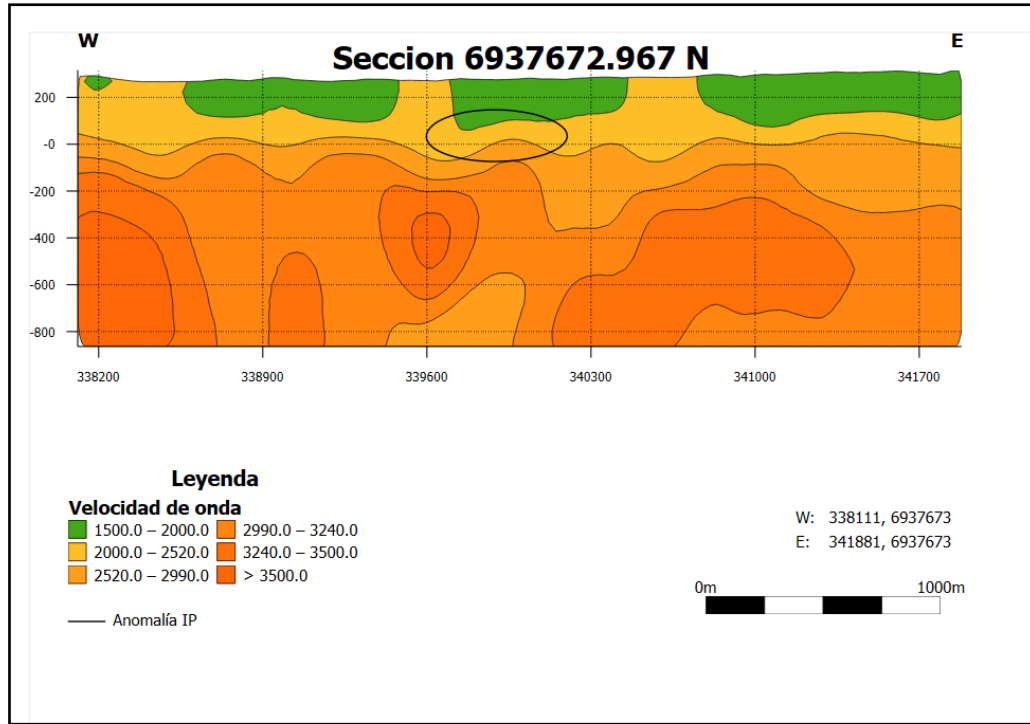 W
E
Seccion 6937672.967 N
200
-0
-200
-400
-600
-800
338200 338900 339600 340300 341000 341700
Leyenda
Velocidad de onda
1500.0 – 2000.0 2990.0 – 3240.0
2000.0 – 2520.0 3240.0 – 3500.0
2520.0 – 2990.0 > 3500.0
Anomalía IP
W: 338111, 6937673
E: 341881, 6937673
0m 1000m